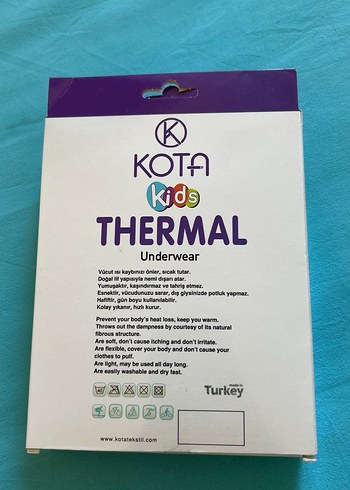 K
KOTA
Kids
THERMAL
Underwear
Vücut ısı kaybınızı önler, sıcak tutar.
Doğal lif yapısıyla nemi dışarı atar.
Yumuşaktır, kaşındırmaz ve tahriş etmez.
Esnektir, vücudunuzu sarar, dış giysinizde potluk yapmaz.
Hafiftir, gün boyu kullanılabilir.
Kolay yıkanır, hızlı kurur.
Prevent your body's heat loss, keep you warm.
Throws out the dampness by courtesy of its natural
fibrous structure.
Are soft, don't cause itching and don't irritate.
Are flexible, cover your body and don't cause your
clothes to pulf.
Are light, may be used all day long.
Are easily washable and dry fast.
made in
Turkey
www.kotatekstil.com